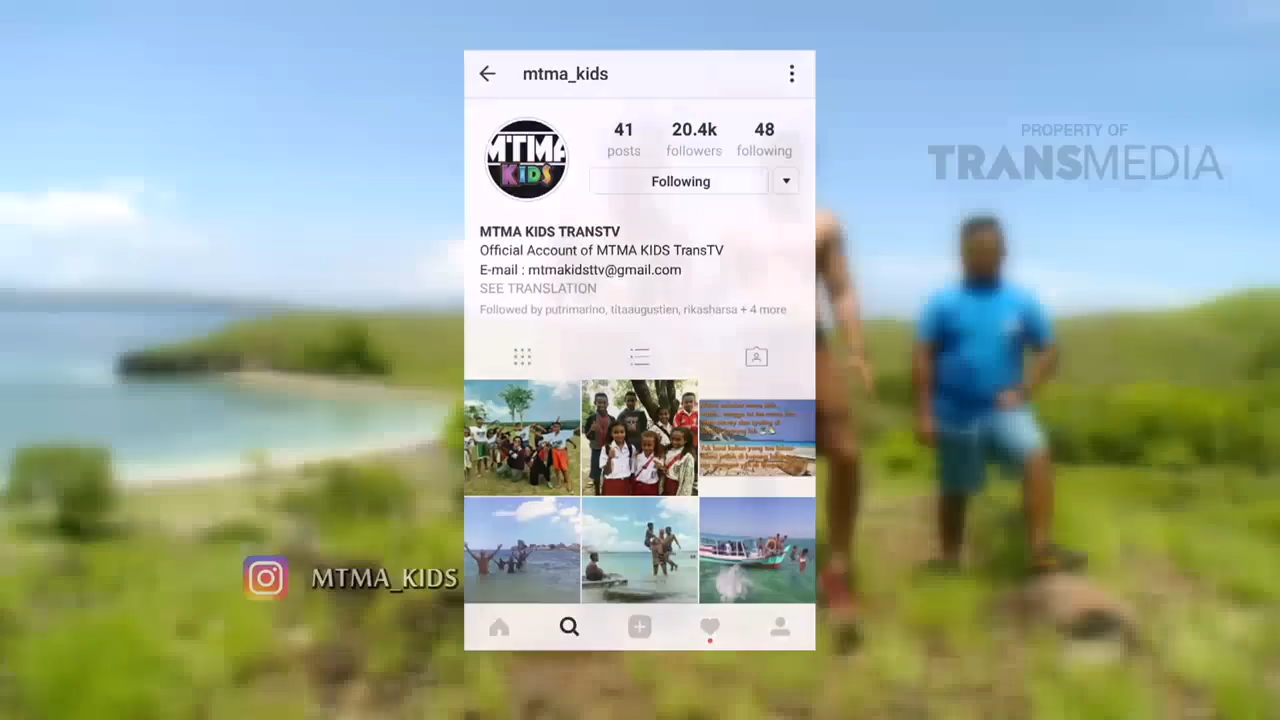 mtma_kids
MTMA
KIDS
41
posts
20.4k
followers
48
following
Following
MTMA KIDS TRANSTV
Official Account of MTMA KIDS TransTV
E-mail : mtmakidsttv@gmail.com
SEE TRANSLATION
Followed by putrimarino, titaaugustien, rikasharsa + 4 more
PROPERTY OF
TRANSMEDIA
MTMA_KIDS